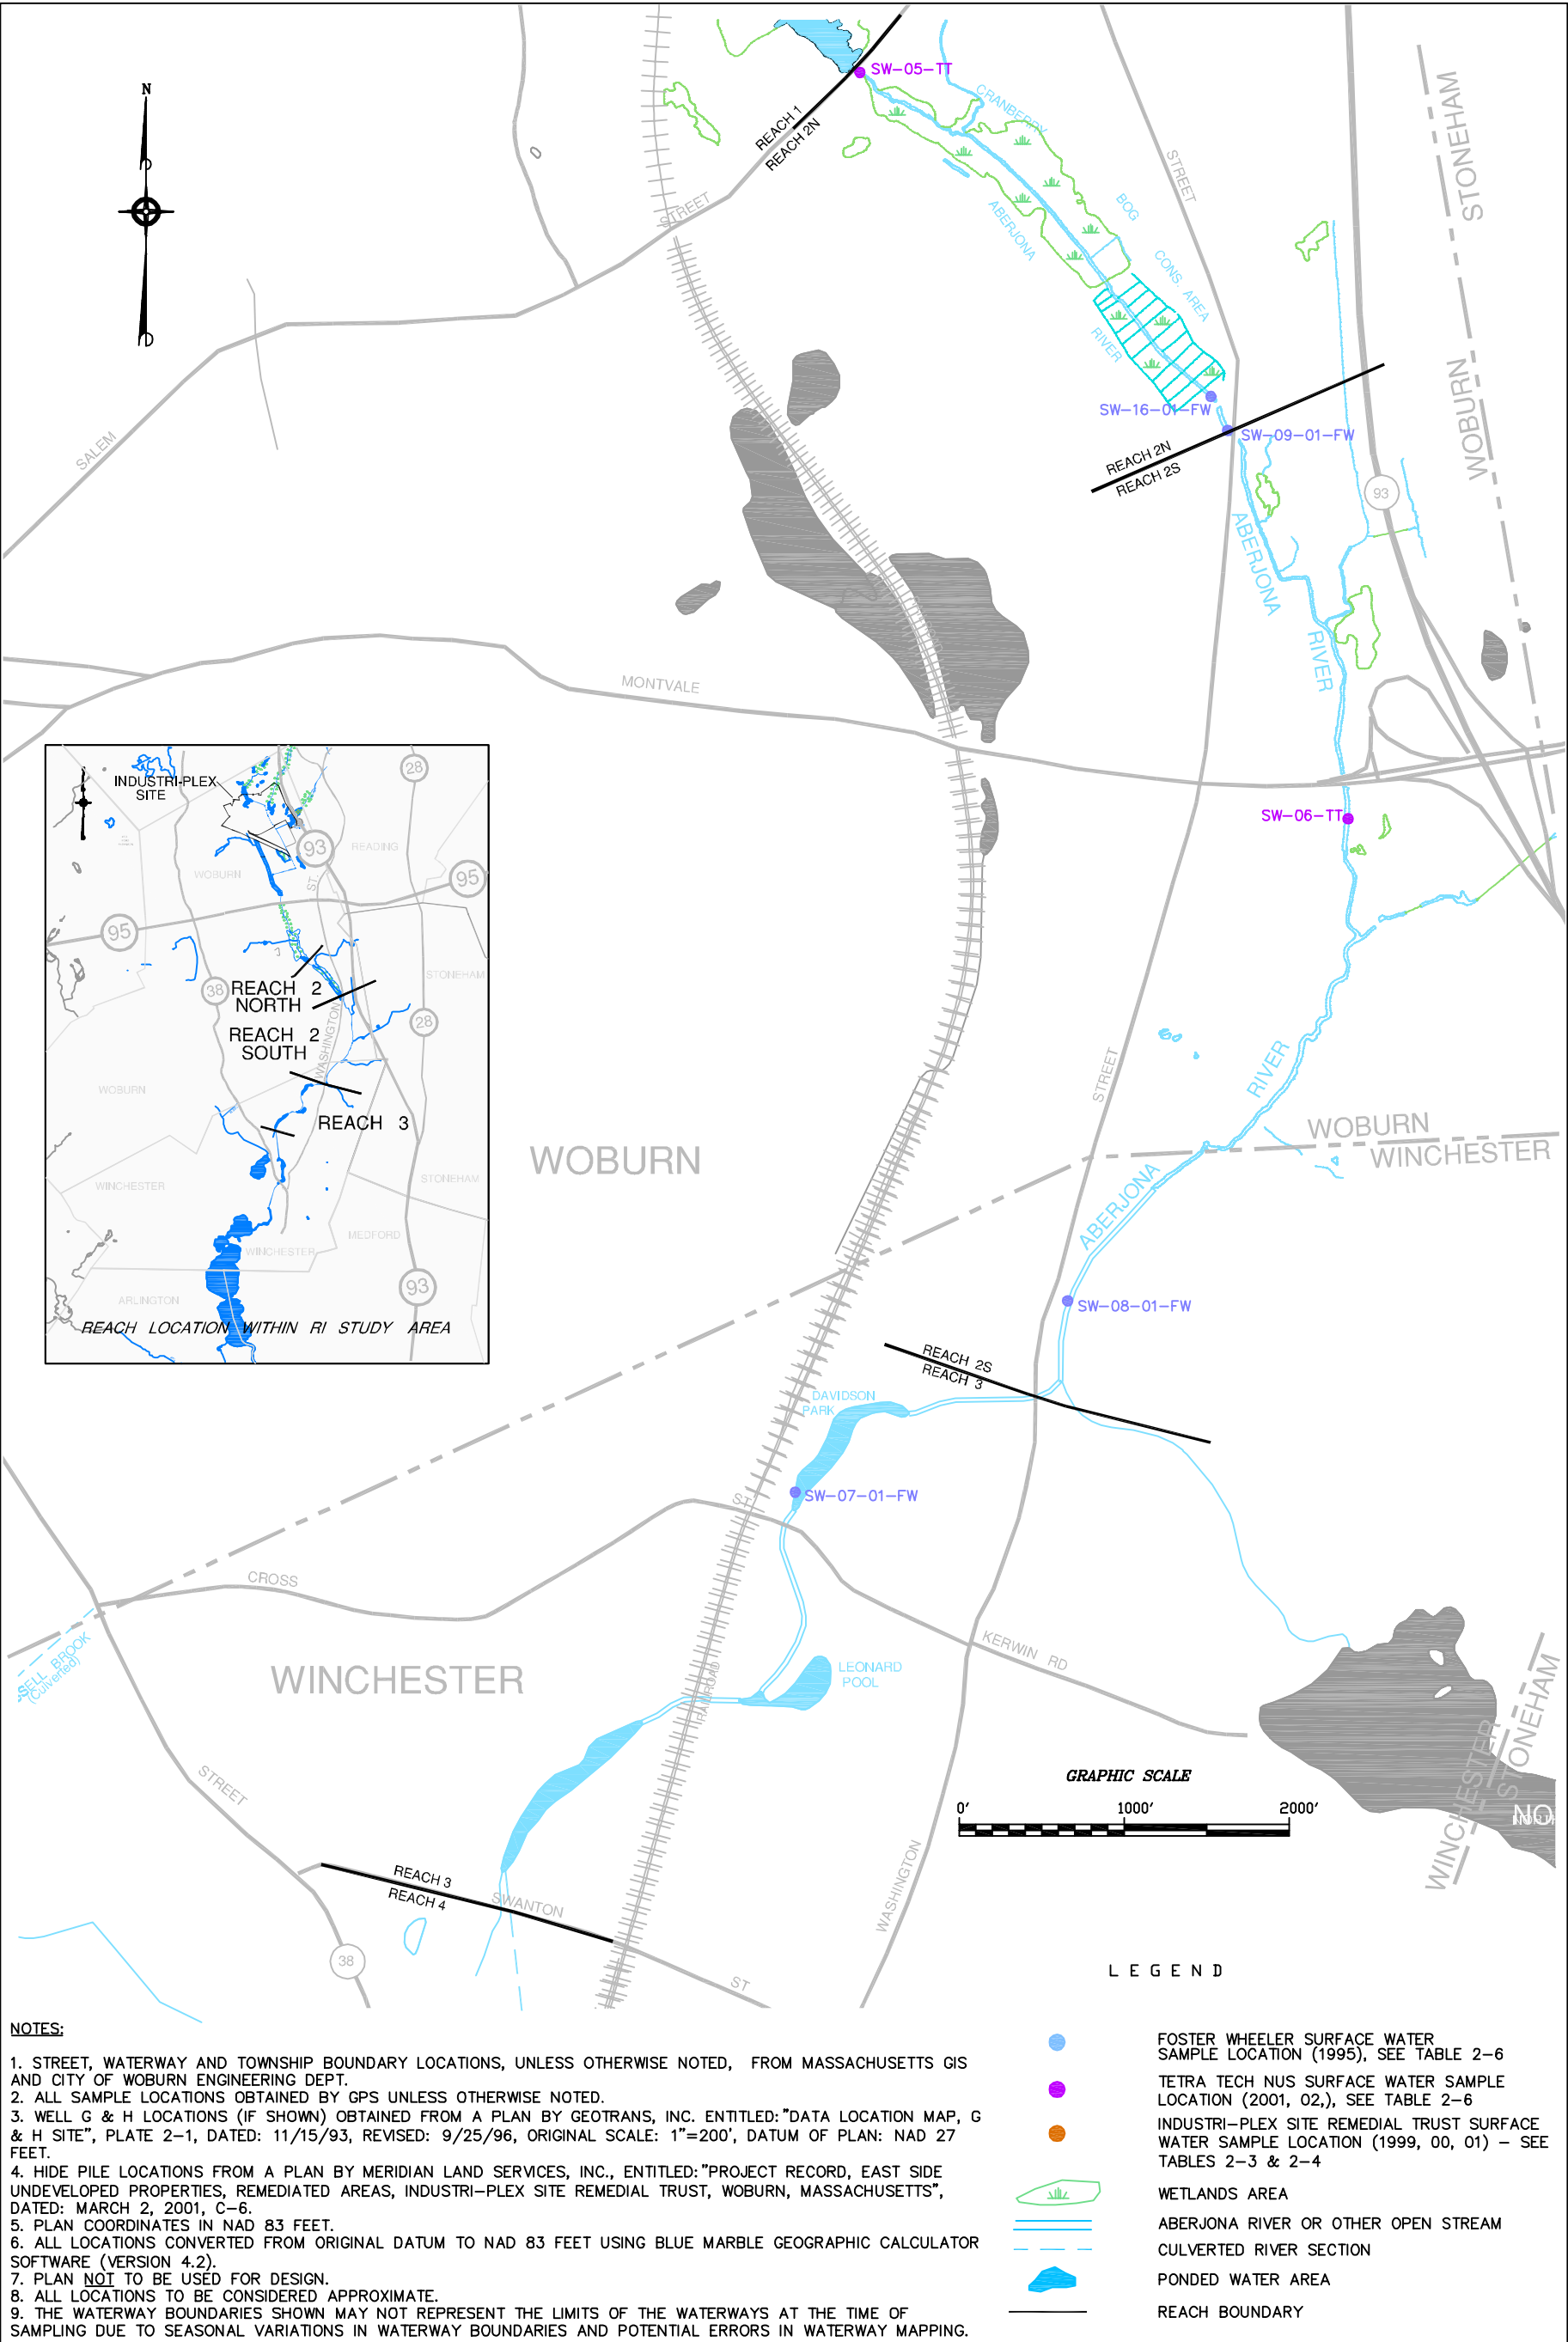 N
SW-05-TT
CRANBERRY
REACH 1
REACH 2N
STREET
STREET
STONEHAM
WOBURN
ABERJONA
BOG
CONS. AREA
RIVER
SALEM
SW-16-01-FW
SW-09-01-FW
REACH 2N
REACH 2S
93
ABERJONA
RIVER
MONTVALE
SW-06-TT
INDUSTRI-PLEX
SITE
28
93
READING
WOBURN
ST.
95
95
38
REACH 2
NORTH
STONEHAM
28
REACH 2
SOUTH
WASHINGTON
WOBURN
REACH 3
WINCHESTER
STONEHAM
MEDFORD
WINCHESTER
93
ARLINGTON
REACH LOCATION WITHIN RI STUDY AREA
RIVER
STREET
WOBURN
WOBURN
WINCHESTER
ABERJONA
SW-08-01-FW
REACH 2S
REACH 3
DAVIDSON
PARK
SW-07-01-FW
ST.
CROSS
SELL BROOK
(Culverted)
WINCHESTER
KERWIN RD
LEONARD
POOL
RAILROAD
STREET
WINCHESTER
STONEHAM
NO
GRAPHIC SCALE
0' 1000' 2000'
REACH 3
REACH 4
SWANTON
WASHINGTON
38
ST
LEGEND
NOTES:
1. STREET, WATERWAY AND TOWNSHIP BOUNDARY LOCATIONS, UNLESS OTHERWISE NOTED, FROM MASSACHUSETTS GIS
AND CITY OF WOBURN ENGINEERING DEPT.
2. ALL SAMPLE LOCATIONS OBTAINED BY GPS UNLESS OTHERWISE NOTED.
3. WELL G & H LOCATIONS (IF SHOWN) OBTAINED FROM A PLAN BY GEOTRANS, INC. ENTITLED:"DATA LOCATION MAP, G
& H SITE", PLATE 2-1, DATED: 11/15/93, REVISED: 9/25/96, ORIGINAL SCALE: 1"=200', DATUM OF PLAN: NAD 27
FEET.
4. HIDE PILE LOCATIONS FROM A PLAN BY MERIDIAN LAND SERVICES, INC., ENTITLED:"PROJECT RECORD, EAST SIDE
UNDEVELOPED PROPERTIES, REMEDIATED AREAS, INDUSTRI-PLEX SITE REMEDIAL TRUST, WOBURN, MASSACHUSETTS",
DATED: MARCH 2, 2001, C-6.
5. PLAN COORDINATES IN NAD 83 FEET.
6. ALL LOCATIONS CONVERTED FROM ORIGINAL DATUM TO NAD 83 FEET USING BLUE MARBLE GEOGRAPHIC CALCULATOR
SOFTWARE (VERSION 4.2).
7. PLAN NOT TO BE USED FOR DESIGN.
8. ALL LOCATIONS TO BE CONSIDERED APPROXIMATE.
9. THE WATERWAY BOUNDARIES SHOWN MAY NOT REPRESENT THE LIMITS OF THE WATERWAYS AT THE TIME OF
SAMPLING DUE TO SEASONAL VARIATIONS IN WATERWAY BOUNDARIES AND POTENTIAL ERRORS IN WATERWAY MAPPING.
FOSTER WHEELER SURFACE WATER
SAMPLE LOCATION (1995), SEE TABLE 2-6
TETRA TECH NUS SURFACE WATER SAMPLE
LOCATION (2001, 02,), SEE TABLE 2-6
INDUSTRI-PLEX SITE REMEDIAL TRUST SURFACE
WATER SAMPLE LOCATION (1999, 00, 01) - SEE
TABLES 2-3 & 2-4
WETLANDS AREA
ABERJONA RIVER OR OTHER OPEN STREAM
CULVERTED RIVER SECTION
PONDED WATER AREA
REACH BOUNDARY